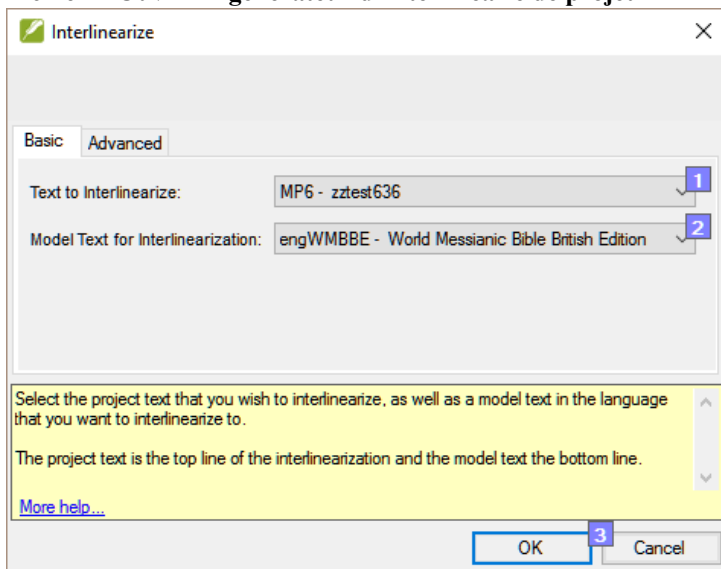 Interlinearize
Basic Advanced
Text to Interlinearize: MP6 - zztest636 1
Model Text for Interlinearization: engWMBBE - World Messianic Bible British Edition 2
Select the project text that you wish to interlinearize, as well as a model text in the language
that you want to interlinearize to.
The project text is the top line of the interlinearization and the model text the bottom line.
More help...
OK 3 Cancel